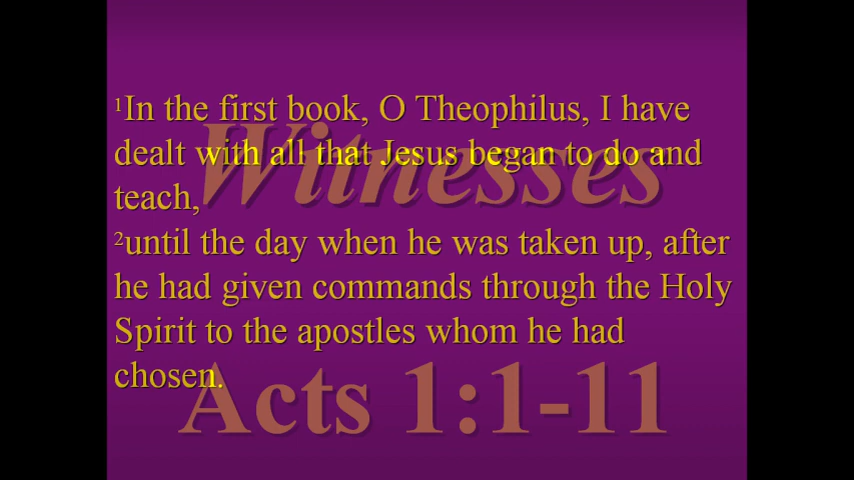 ¹In the first book, O Theophilus, I have
dealt with all that Jesus began to do and
teach,
²until the day when he was taken up, after
he had given commands through the Holy
Spirit to the apostles whom he had
chosen.
Witnesses
Acts 1:1-11